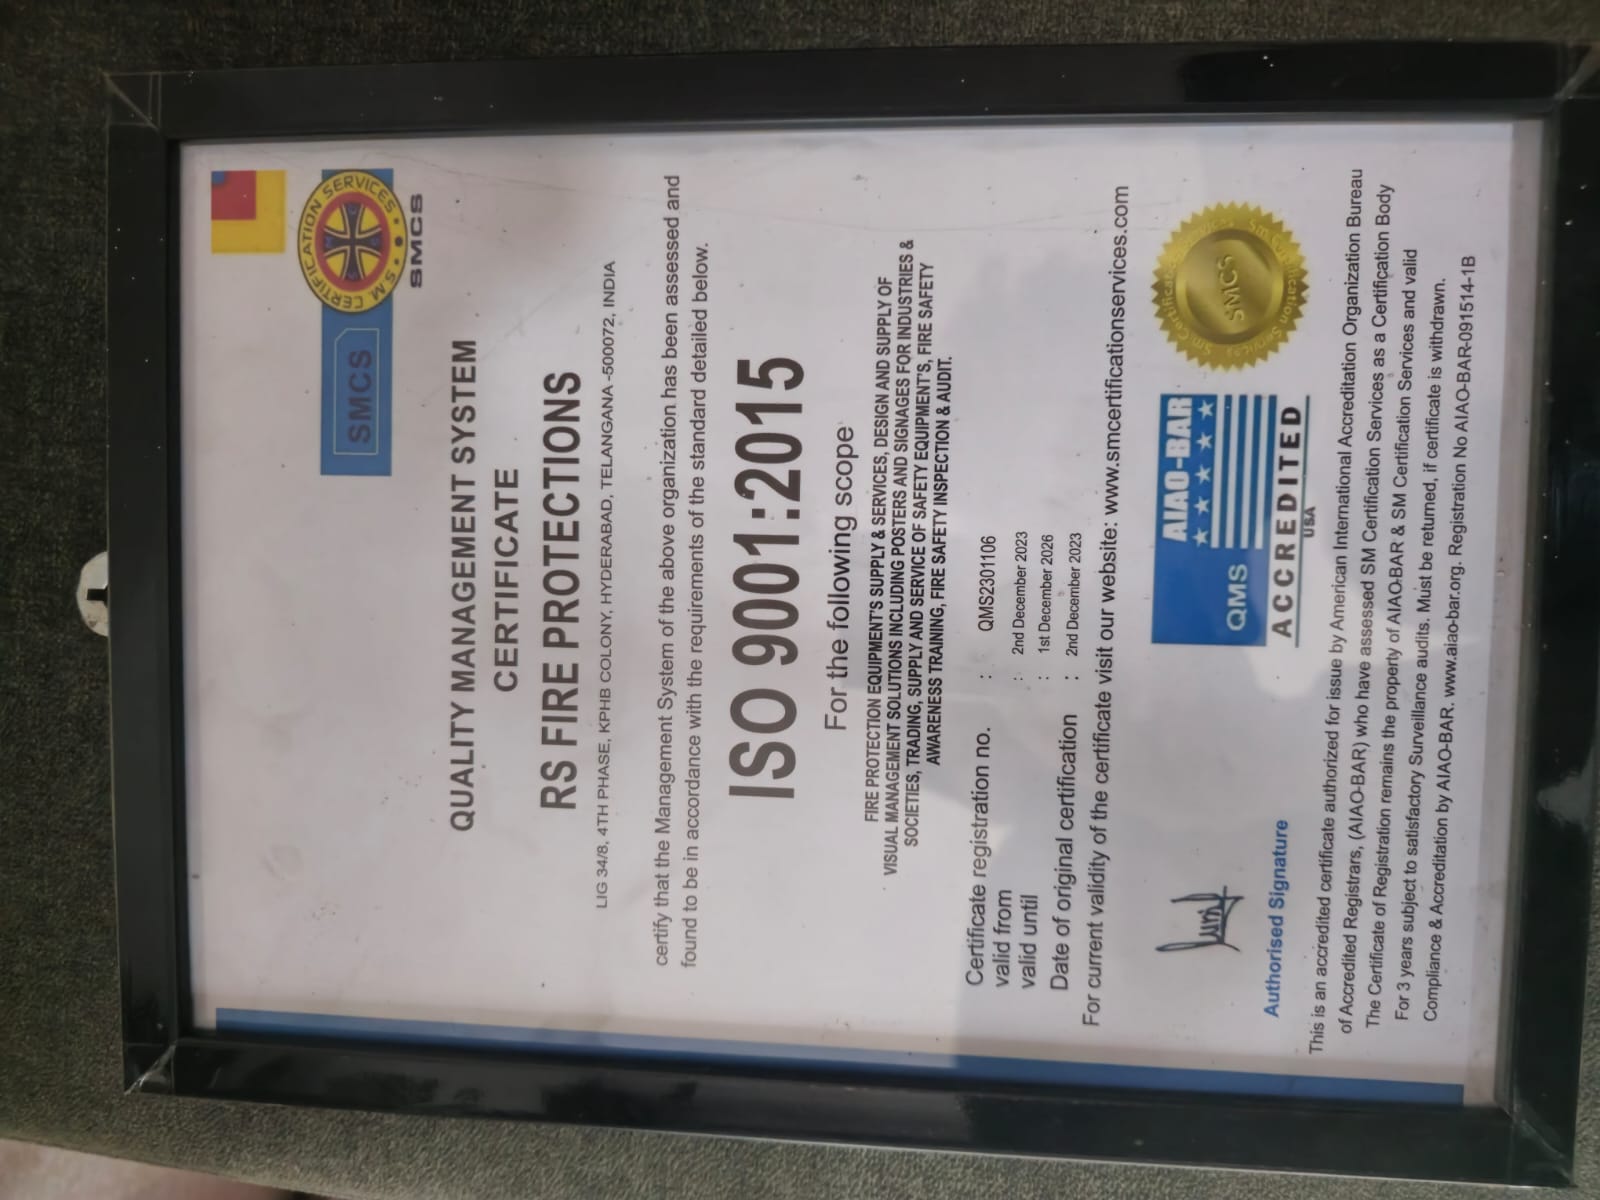 SMCS
S.M. CERTIFICATION SERVICES
SMCS
QUALITY MANAGEMENT SYSTEM
CERTIFICATE
RS FIRE PROTECTIONS
LIG 34/8, 4TH PHASE, KPHB COLONY, HYDERABAD, TELANGANA -500072, INDIA
certify that the Management System of the above organization has been assessed and
found to be in accordance with the requirements of the standard detailed below.
ISO 9001:2015
For the following scope
FIRE PROTECTION EQUIPMENT'S SUPPLY & SERVICES, DESIGN AND SUPPLY OF
VISUAL MANAGEMENT SOLUTIONS INCLUDING POSTERS AND SIGNAGES FOR INDUSTRIES &
SOCIETIES, TRADING, SUPPLY AND SERVICE OF SAFETY EQUIPMENT'S, FIRE SAFETY
AWARENESS TRAINING, FIRE SAFETY INSPECTION & AUDIT.
Certificate registration no. : QMS2301106
valid from : 2nd December 2023
valid until : 1st December 2026
Date of original certification : 2nd December 2023
For current validity of the certificate visit our website: www.smcertificationservices.com
QMS AIAO-BAR
ACCREDITED
USA
SMCS
Sm Certification Services
Authorised Signature
This is an accredited certificate authorized for issue by American International Accreditation Organization Bureau
of Accredited Registrars, (AIAO-BAR) who have assessed SM Certification Services as a Certification Body
The Certificate of Registration remains the property of AIAO-BAR & SM Certification Services and valid
For 3 years subject to satisfactory Surveillance audits. Must be returned, if certificate is withdrawn.
Compliance & Accreditation by AIAO-BAR. www.aiao-bar.org. Registration No AIAO-BAR-091514-1B